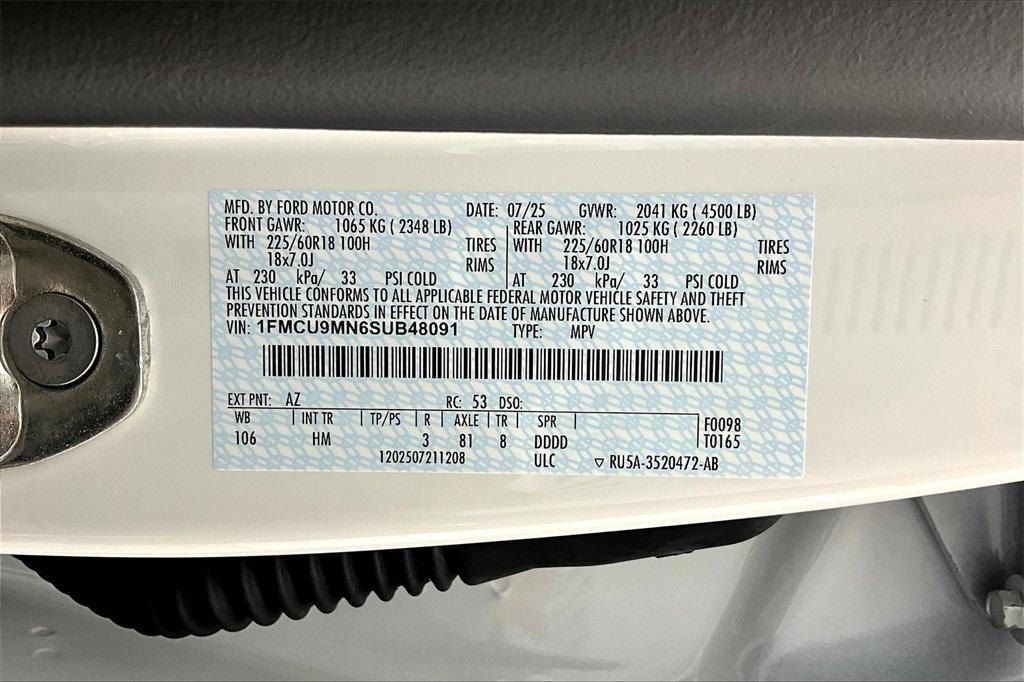 MFD. BY FORD MOTOR CO. DATE: 07/25 GVWR: 2041 KG ( 4500 LB)
FRONT GAWR: 1065 KG ( 2348 LB) REAR GAWR: 1025 KG ( 2260 LB)
WITH 225/60R18 100H TIRES WITH 225/60R18 100H TIRES
18x7.0J RIMS 18x7.0J RIMS
AT 230 kPa/ 33 PSI COLD AT 230 kPa/ 33 PSI COLD
THIS VEHICLE CONFORMS TO ALL APPLICABLE FEDERAL MOTOR VEHICLE SAFETY AND THEFT
PREVENTION STANDARDS IN EFFECT ON THE DATE OF MANUFACTURE SHOWN ABOVE.
VIN: 1FMCU9MN6SUB48091 TYPE: MPV
EXT PNT: AZ RC: 53 DSO:
WB INT TR TP/PS R AXLE TR SPR F0098
106 HM 3 81 8 DDDD T0165
1202507211208 ULC ▽ RU5A-3520472-AB